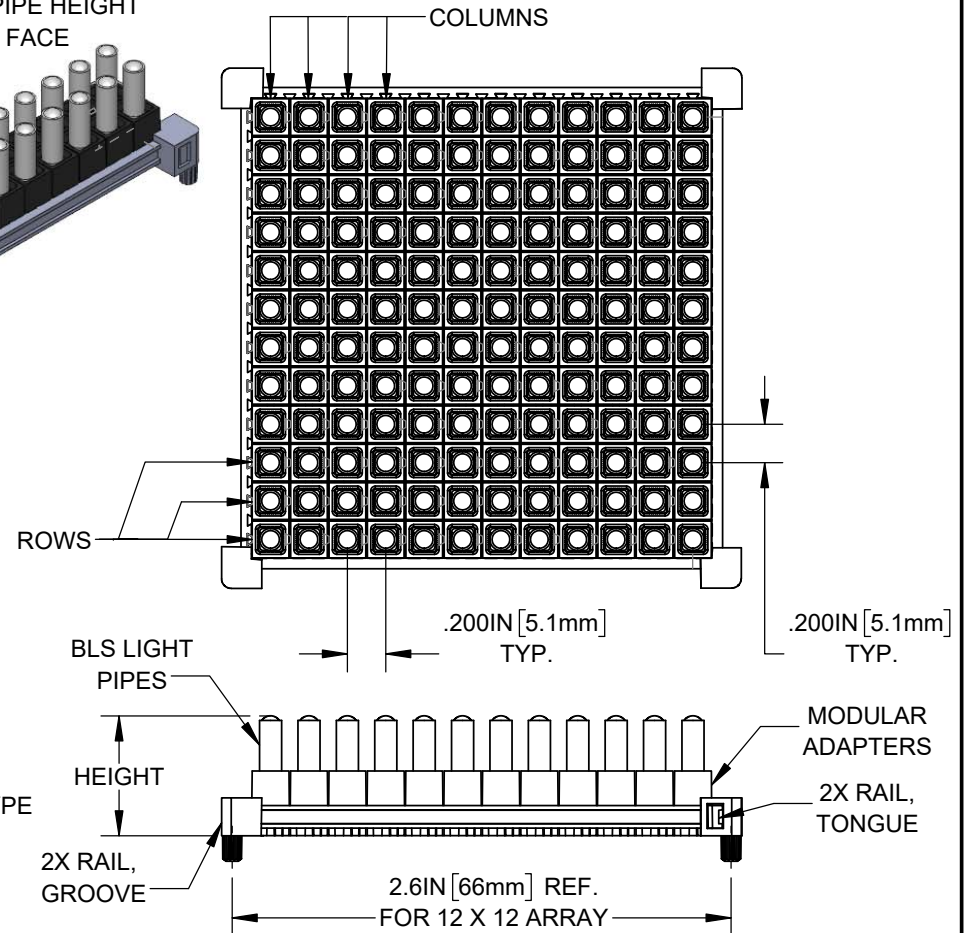 PIPE HEIGHT
FACE
COLUMNS
ROWS
.200IN [5.1mm]
TYP.
.200IN [5.1mm]
TYP.
BLS LIGHT
PIPES
MODULAR
ADAPTERS
HEIGHT
2X RAIL,
TONGUE
2X RAIL,
GROOVE
2.6IN [66mm] REF.
FOR 12 X 12 ARRAY